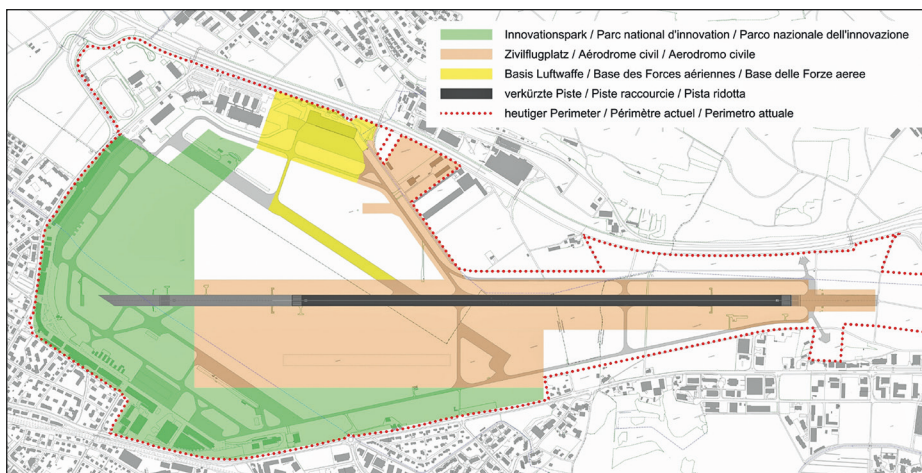 Innovationspark / Parc national d'innovation / Parco nazionale dell'innovazione
Zivilflugplatz / Aérodrome civil / Aerodromo civile
Basis Luftwaffe / Base des Forces aériennes / Base delle Forze aeree
verkürzte Piste / Piste raccourcie / Pista ridotta
heutiger Perimeter / Périmètre actuel / Perimetro attuale